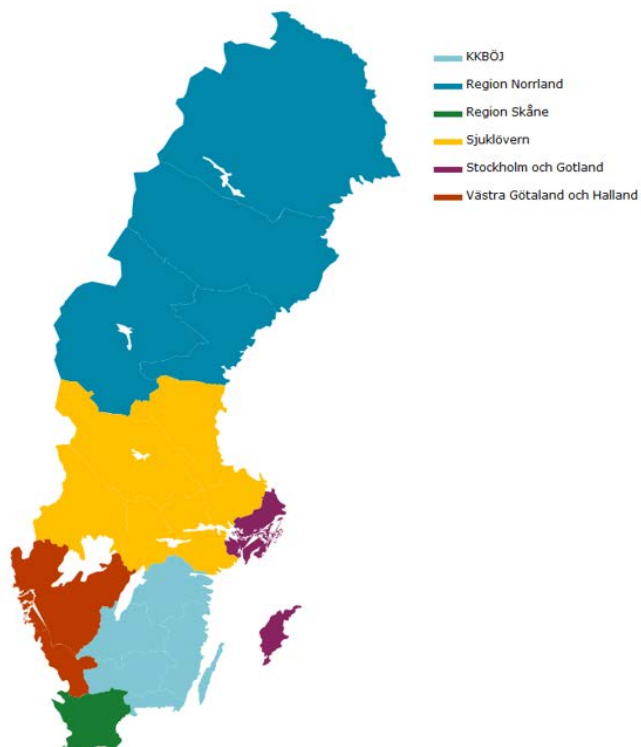 KKBÖJ
Region Norrland
Region Skåne
Sjuklövern
Stockholm och Gotland
Västra Götaland och Halland